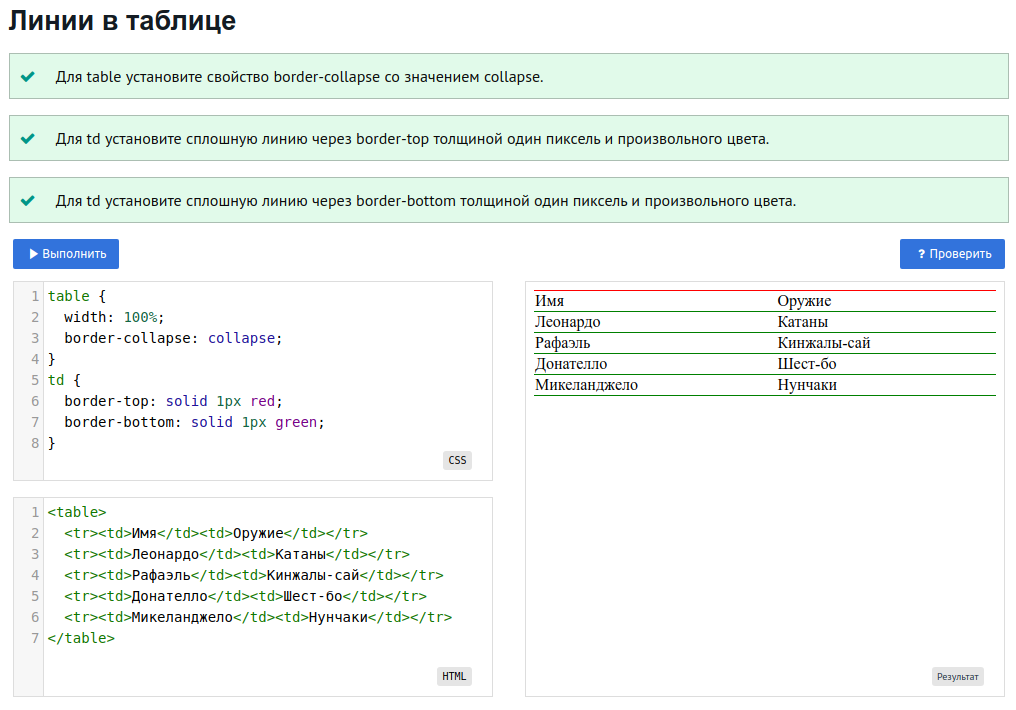 Линии в таблице
Для table установите свойство border-collapse со значением collapse.
Для td установите сплошную линию через border-top толщиной один пиксель и произвольного цвета.
Для td установите сплошную линию через border-bottom толщиной один пиксель и произвольного цвета.
Выполнить
? Проверить
1 table {
2   width: 100%;
3   border-collapse: collapse;
4 }
5 td {
6   border-top: solid 1px red;
7   border-bottom: solid 1px green;
8 }
CSS
1 <table>
2   <tr><td>Имя</td><td>Оружие</td></tr>
3   <tr><td>Леонардо</td><td>Катаны</td></tr>
4   <tr><td>Рафаэль</td><td>Кинжалы-сай</td></tr>
5   <tr><td>Донателло</td><td>Шест-бо</td></tr>
6   <tr><td>Микеланджело</td><td>Нунчаки</td></tr>
7 </table>
HTML
Имя Оружие
Леонардо Катаны
Рафаэль Кинжалы-сай
Донателло Шест-бо
Микеланджело Нунчаки
Результат